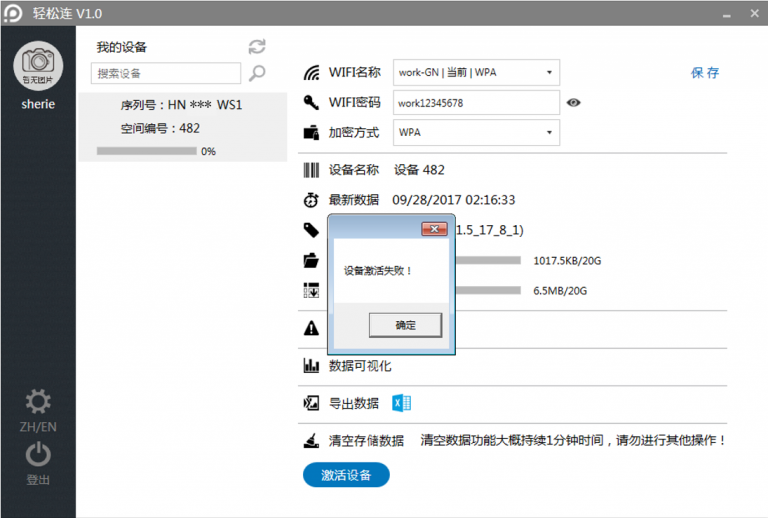 轻松连 V1.0
暂无图片
sherie
ZH/EN
登出
我的设备
搜索设备
序列号：HN *** WS1
空间编号：482
0%
WIFI名称 work-GN | 当前 | WPA 保 存
WIFI密码 work12345678
加密方式 WPA
设备名称 设备 482
最新数据 09/28/2017 02:16:33
1.5_17_8_1)
1017.5KB/20G
6.5MB/20G
设备激活失败！
确定
数据可视化
导出数据
清空存储数据 清空数据功能大概持续1分钟时间，请勿进行其他操作！
激活设备